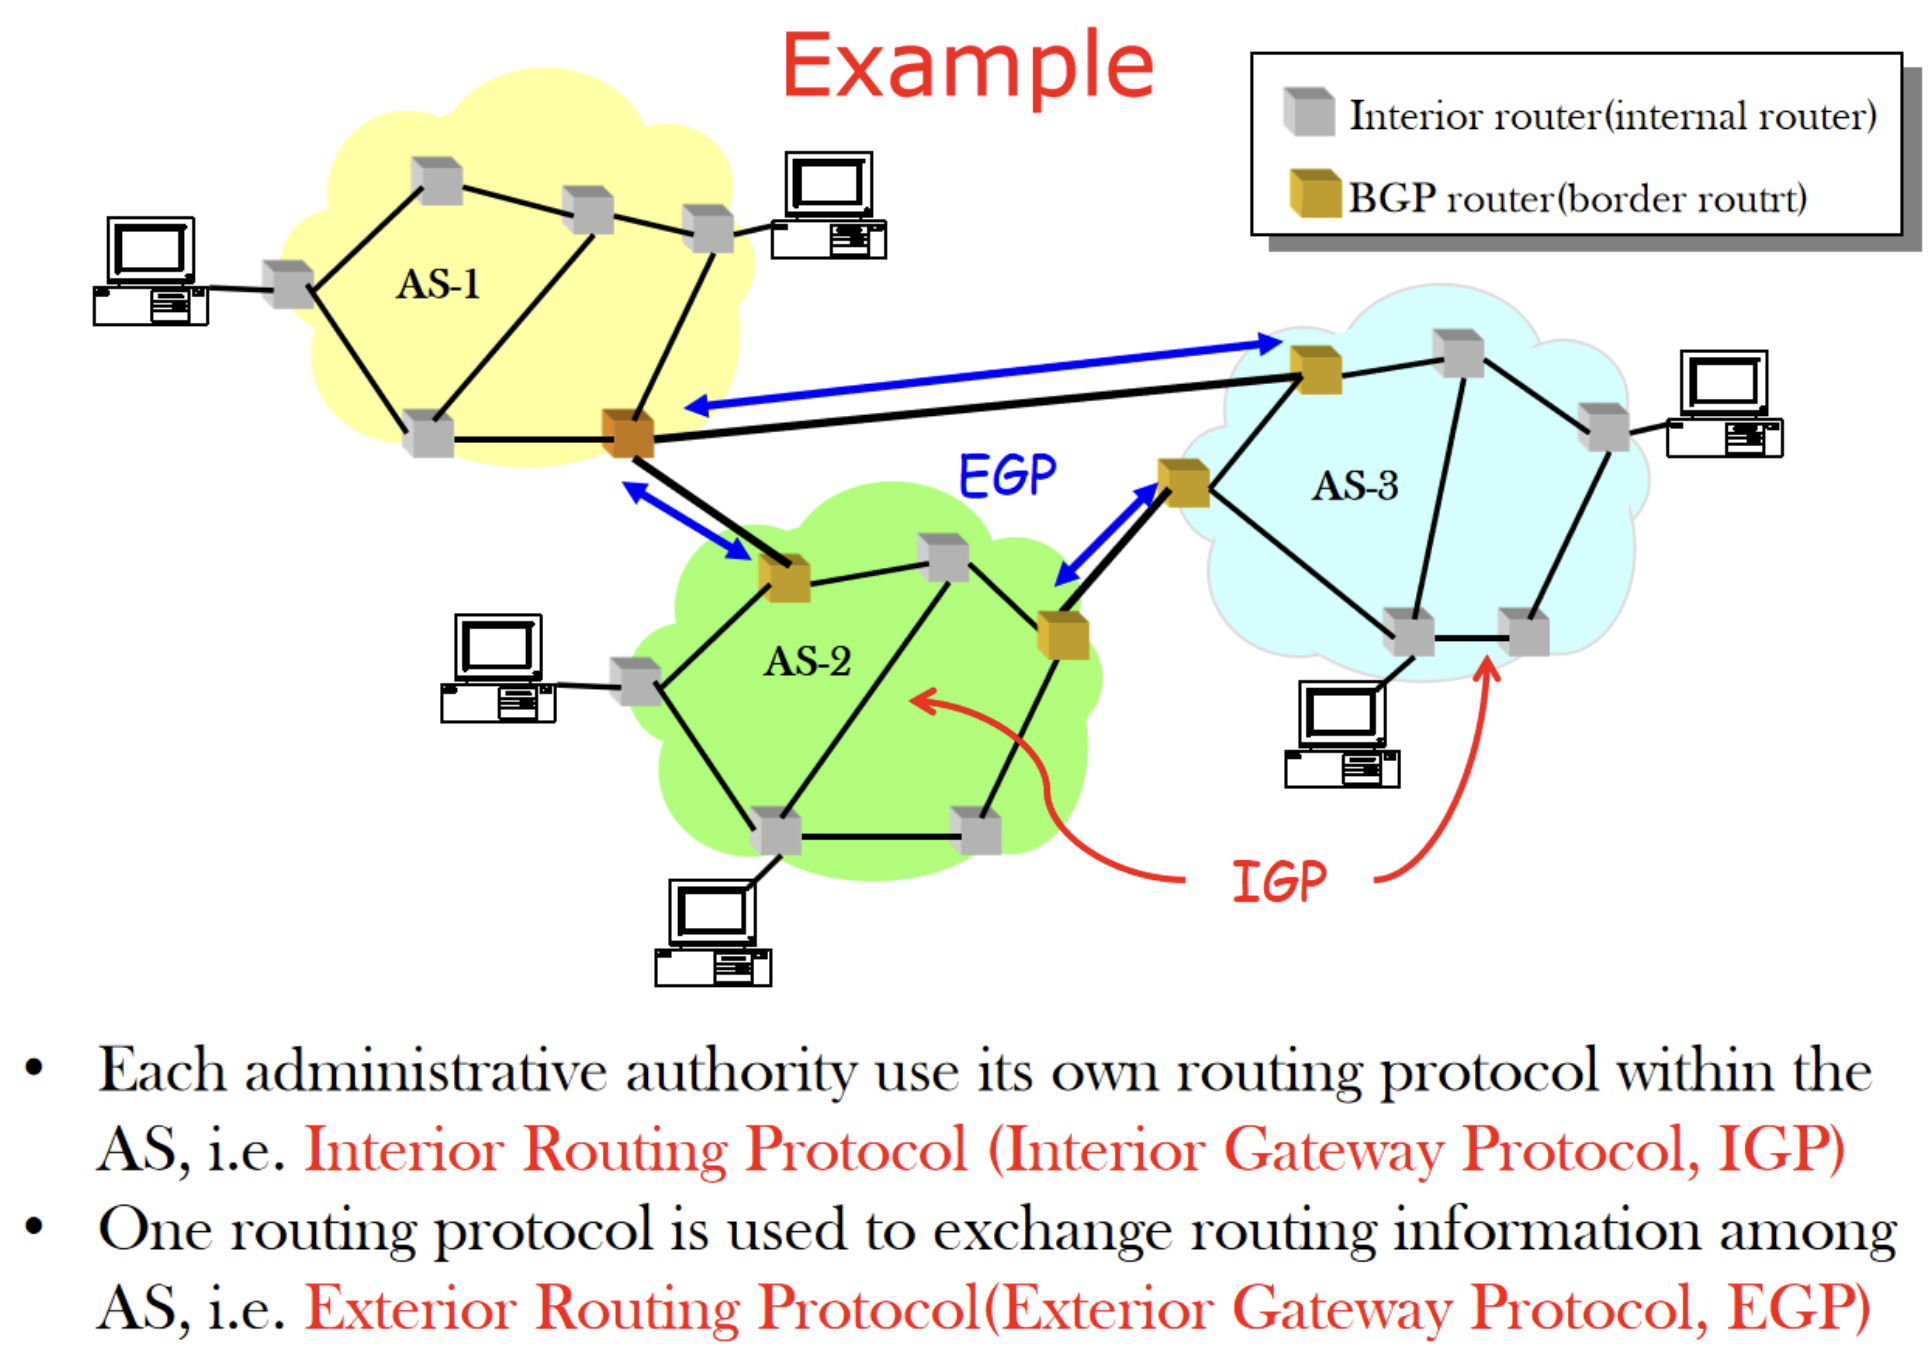 Example
Interior router(internal router)
BGP router(border routrt)
AS-1
EGP
AS-3
AS-2
IGP
• Each administrative authority use its own routing protocol within the
AS, i.e. Interior Routing Protocol (Interior Gateway Protocol, IGP)
• One routing protocol is used to exchange routing information among
AS, i.e. Exterior Routing Protocol(Exterior Gateway Protocol, EGP)